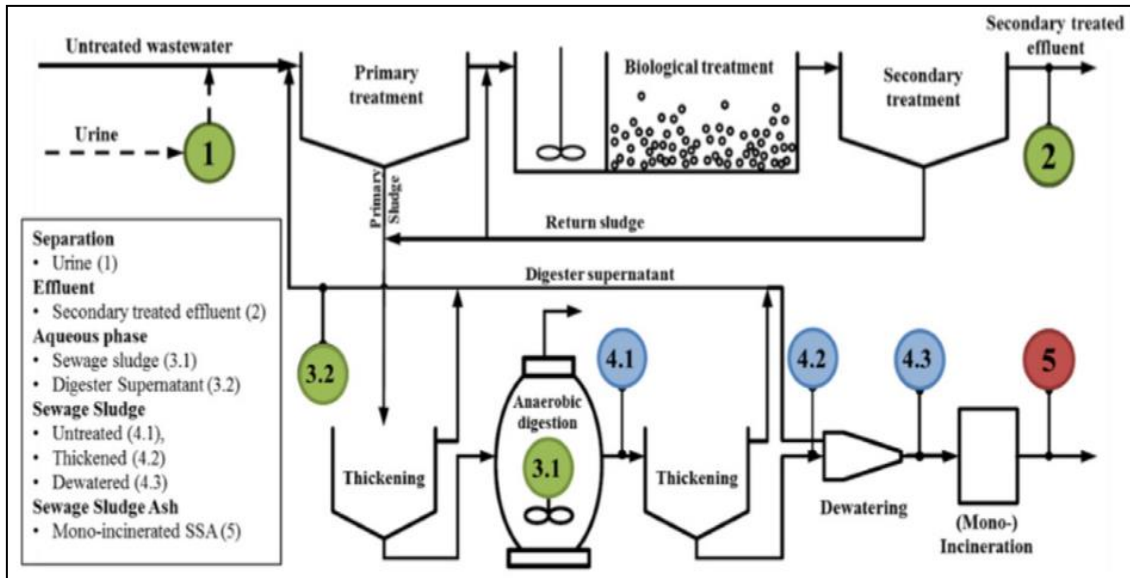 Untreated wastewater
Urine
1
Primary
treatment
Biological treatment
Secondary
treatment
Secondary treated
effluent
2
Primary
Sludge
Return sludge
Separation
• Urine (1)
Effluent
• Secondary treated effluent (2)
Aqueous phase
• Sewage sludge (3.1)
• Digester Supernatant (3.2)
Sewage Sludge
• Untreated (4.1),
• Thickened (4.2)
• Dewatered (4.3)
Sewage Sludge Ash
• Mono-incinerated SSA (5)
Digester supernatant
3.2
4.1
4.2
4.3
5
Thickening
Anaerobic
digestion
3.1
Thickening
Dewatering
(Mono-)
Incineration